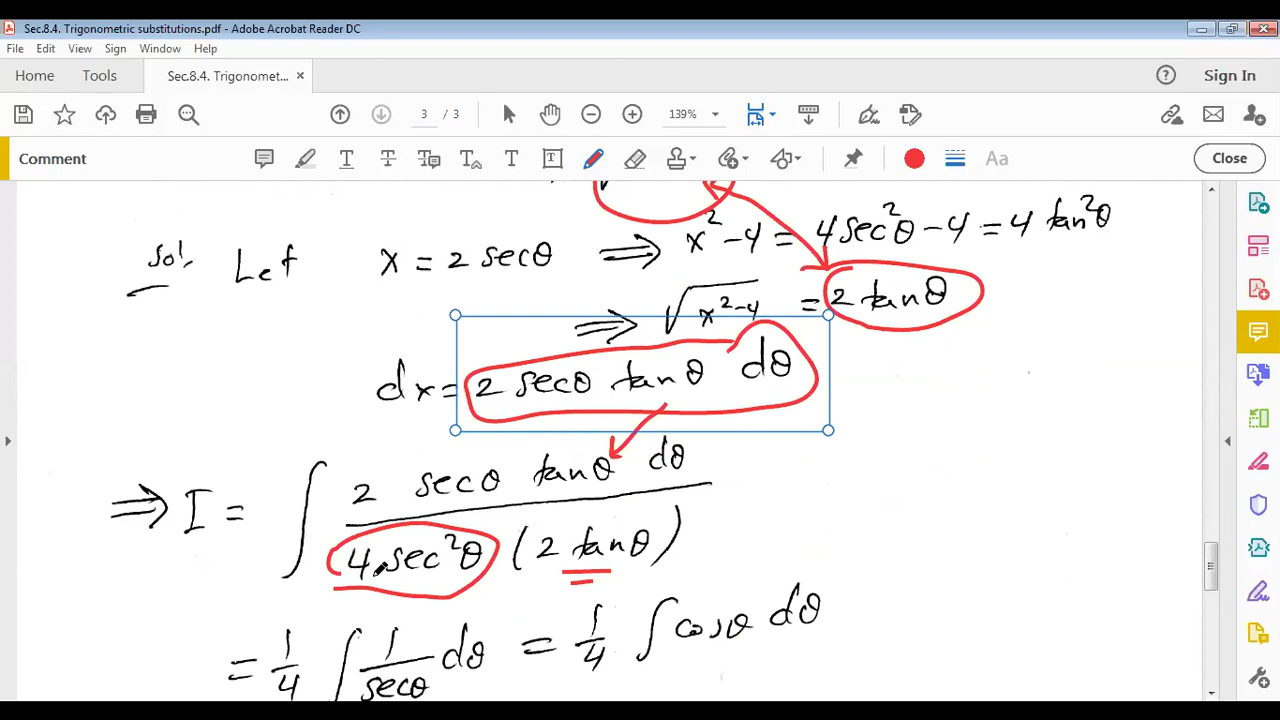 Sec.8.4. Trigonometric substitutions.pdf - Adobe Acrobat Reader DC
File Edit View Sign Window Help
Home Tools Sec.8.4. Trigonomet... × Sign In
3 / 3 139%
Comment Close
sol. Let x = 2 secθ ⟹ x² - 4 = 4 sec²θ - 4 = 4 tan²θ
⟹ √(x²-4) = 2 tanθ
dx = 2 secθ tanθ dθ
⟹ I = ∫ (2 secθ tanθ dθ) / (4.sec²θ (2 tanθ))
= 1/4 ∫ 1/secθ dθ = 1/4 ∫ cosθ dθ